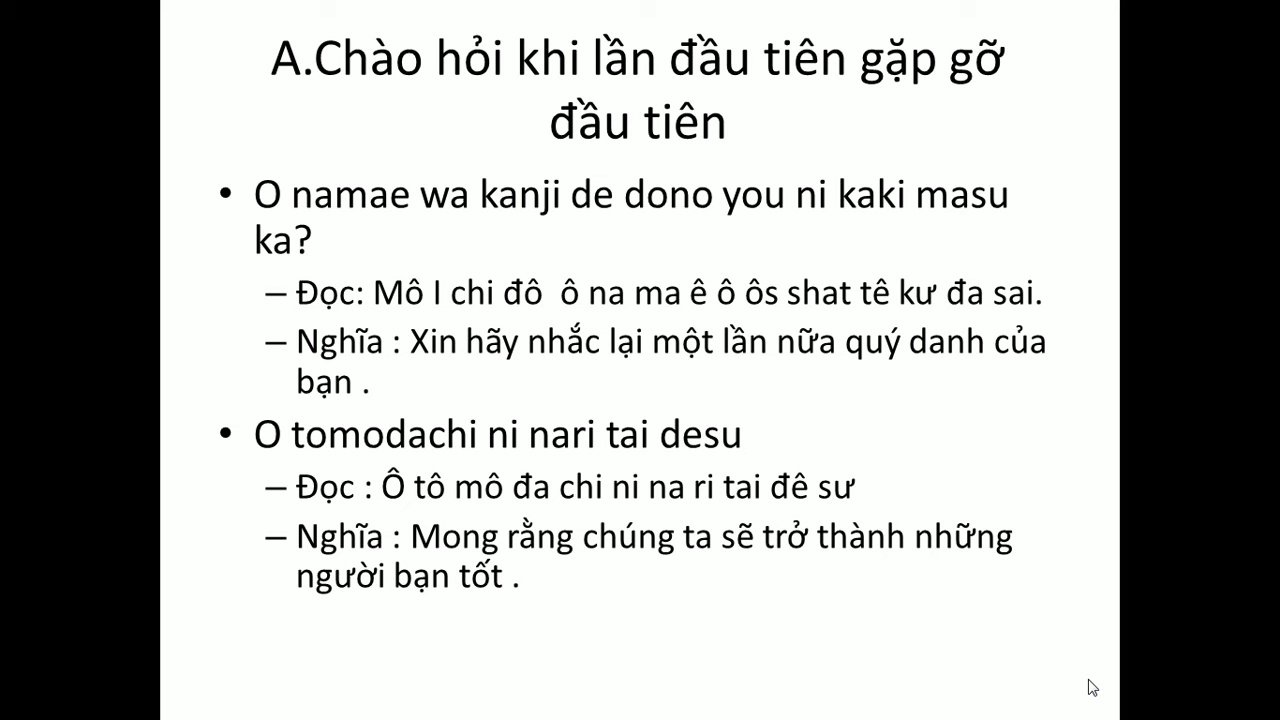 A.Chào hỏi khi lần đầu tiên gặp gỡ
đầu tiên
• O namae wa kanji de dono you ni kaki masu
ka?
– Đọc: Mô I chi đô ô na ma ê ô ôs shat tê kư đa sai.
– Nghĩa : Xin hãy nhắc lại một lần nữa quý danh của
bạn .
• O tomodachi ni nari tai desu
– Đọc : Ô tô mô đa chi ni na ri tai đê sư
– Nghĩa : Mong rằng chúng ta sẽ trở thành những
người bạn tốt .